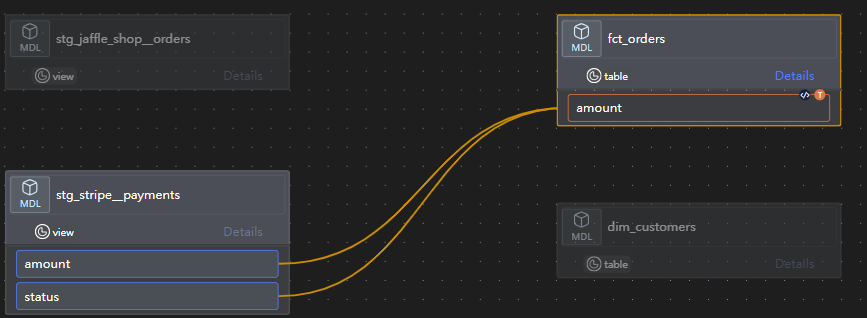 stg_jaffle_shop__orders
MDL
view Details
fct_orders
MDL
table Details
T
amount
stg_stripe__payments
MDL
view Details
amount
status
dim_customers
MDL
table Details